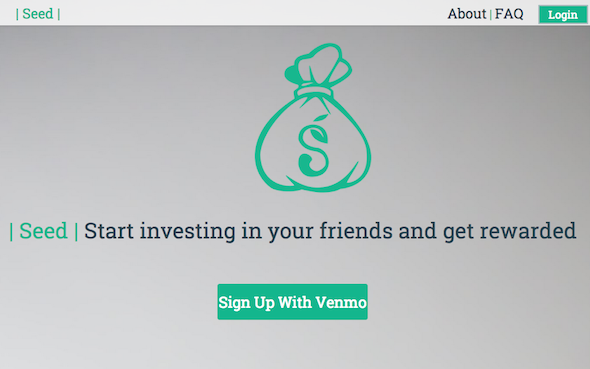 | Seed | About | FAQ Login
| Seed | Start investing in your friends and get rewarded
Sign Up With Venmo